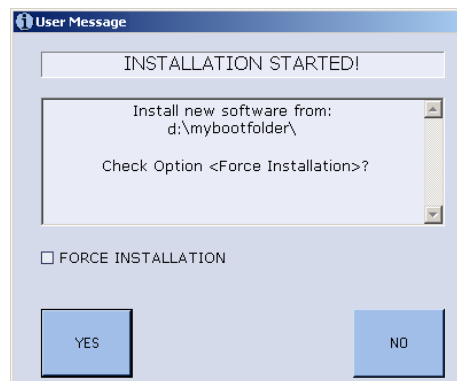 User Message
INSTALLATION STARTED!
Install new software from:
d:\mybootfolder\
Check Option <Force Installation>?
FORCE INSTALLATION
YES
NO